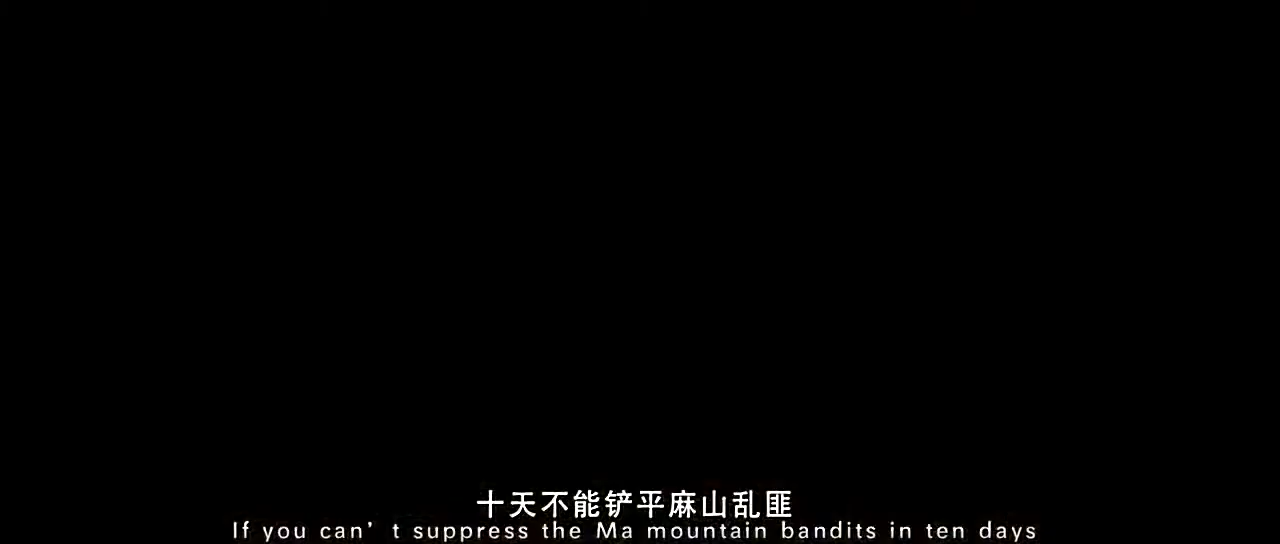 十天不能铲平麻山乱匪
If you can’t suppress the Ma mountain bandits in ten days